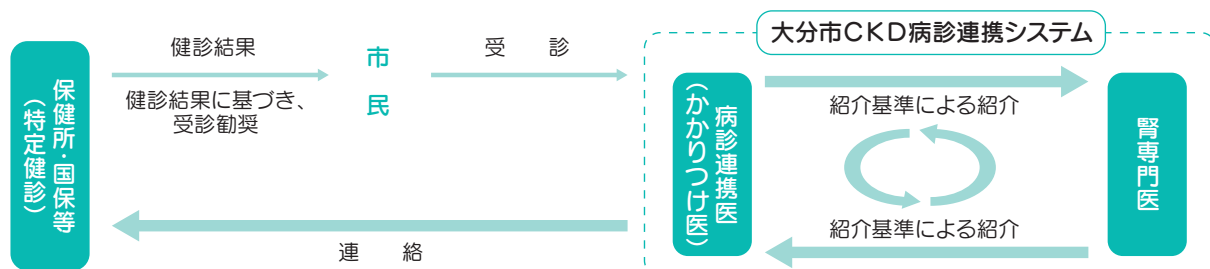 大分市CKD病診連携システム
保健所・国保等
（特定健診）
健診結果
健診結果に基づき、
受診勧奨
市
民
受　診
病診連携医
（かかりつけ医）
紹介基準による紹介
紹介基準による紹介
腎専門医
連　絡